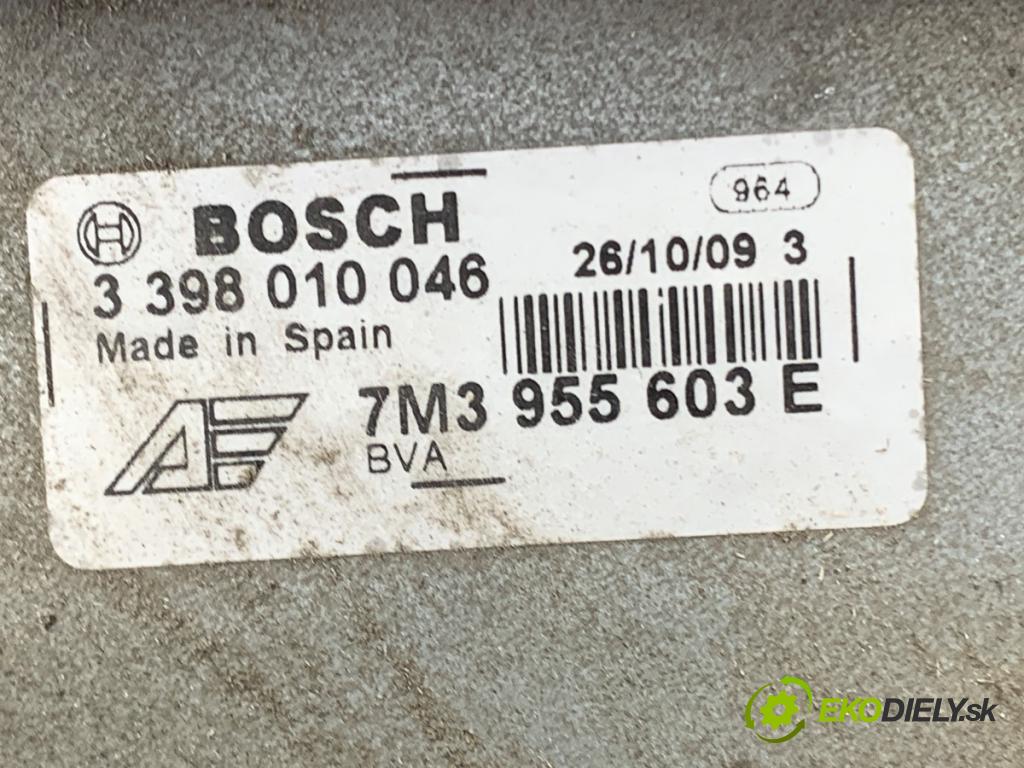 964
BOSCH
3 398 010 046
26/10/09 3
Made in Spain
7M3 955 603 E
BVA
EKODIELY.sk